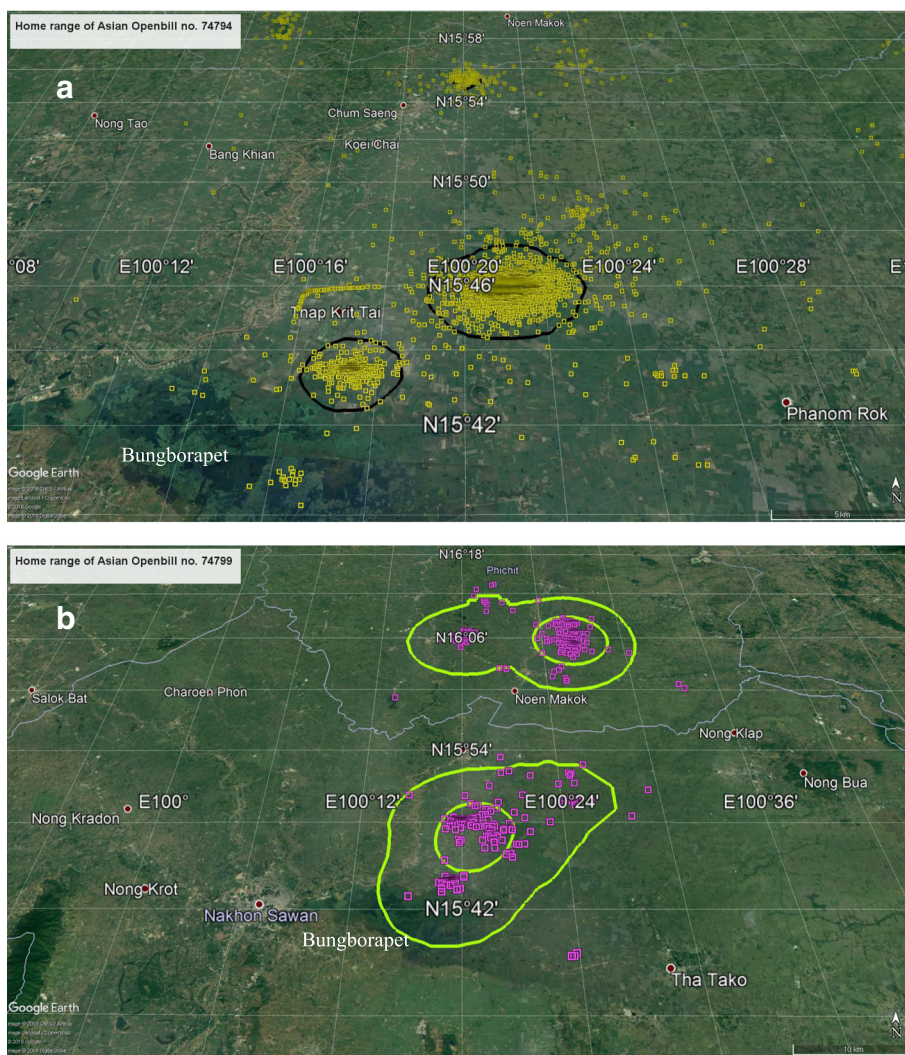 Home range of Asian Openbill no. 74794
a
Noen Makok
N15°58'
N15°54'
Chum Saeng
Nong Tao
Koei Chai
Bang Khian
N15°50'
°08'
E100°12'
E100°16'
E100°20'
E100°24'
E100°28'
E
N15°46'
Thap Krit Tai
Phanom Rok
N15°42'
Bungborapet
Google Earth
N
5 km
Home range of Asian Openbill no. 74799
b
N16°18'
Phichit
N16°06'
Salok Bat
Charoen Phon
Noen Makok
Nong Klap
N15°54'
Nong Bua
E100°
E100°12'
E100°24'
E100°36'
Nong Kradon
Nong Krot
N15°42'
Nakhon Sawan
Bungborapet
Tha Tako
Google Earth
N
10 km